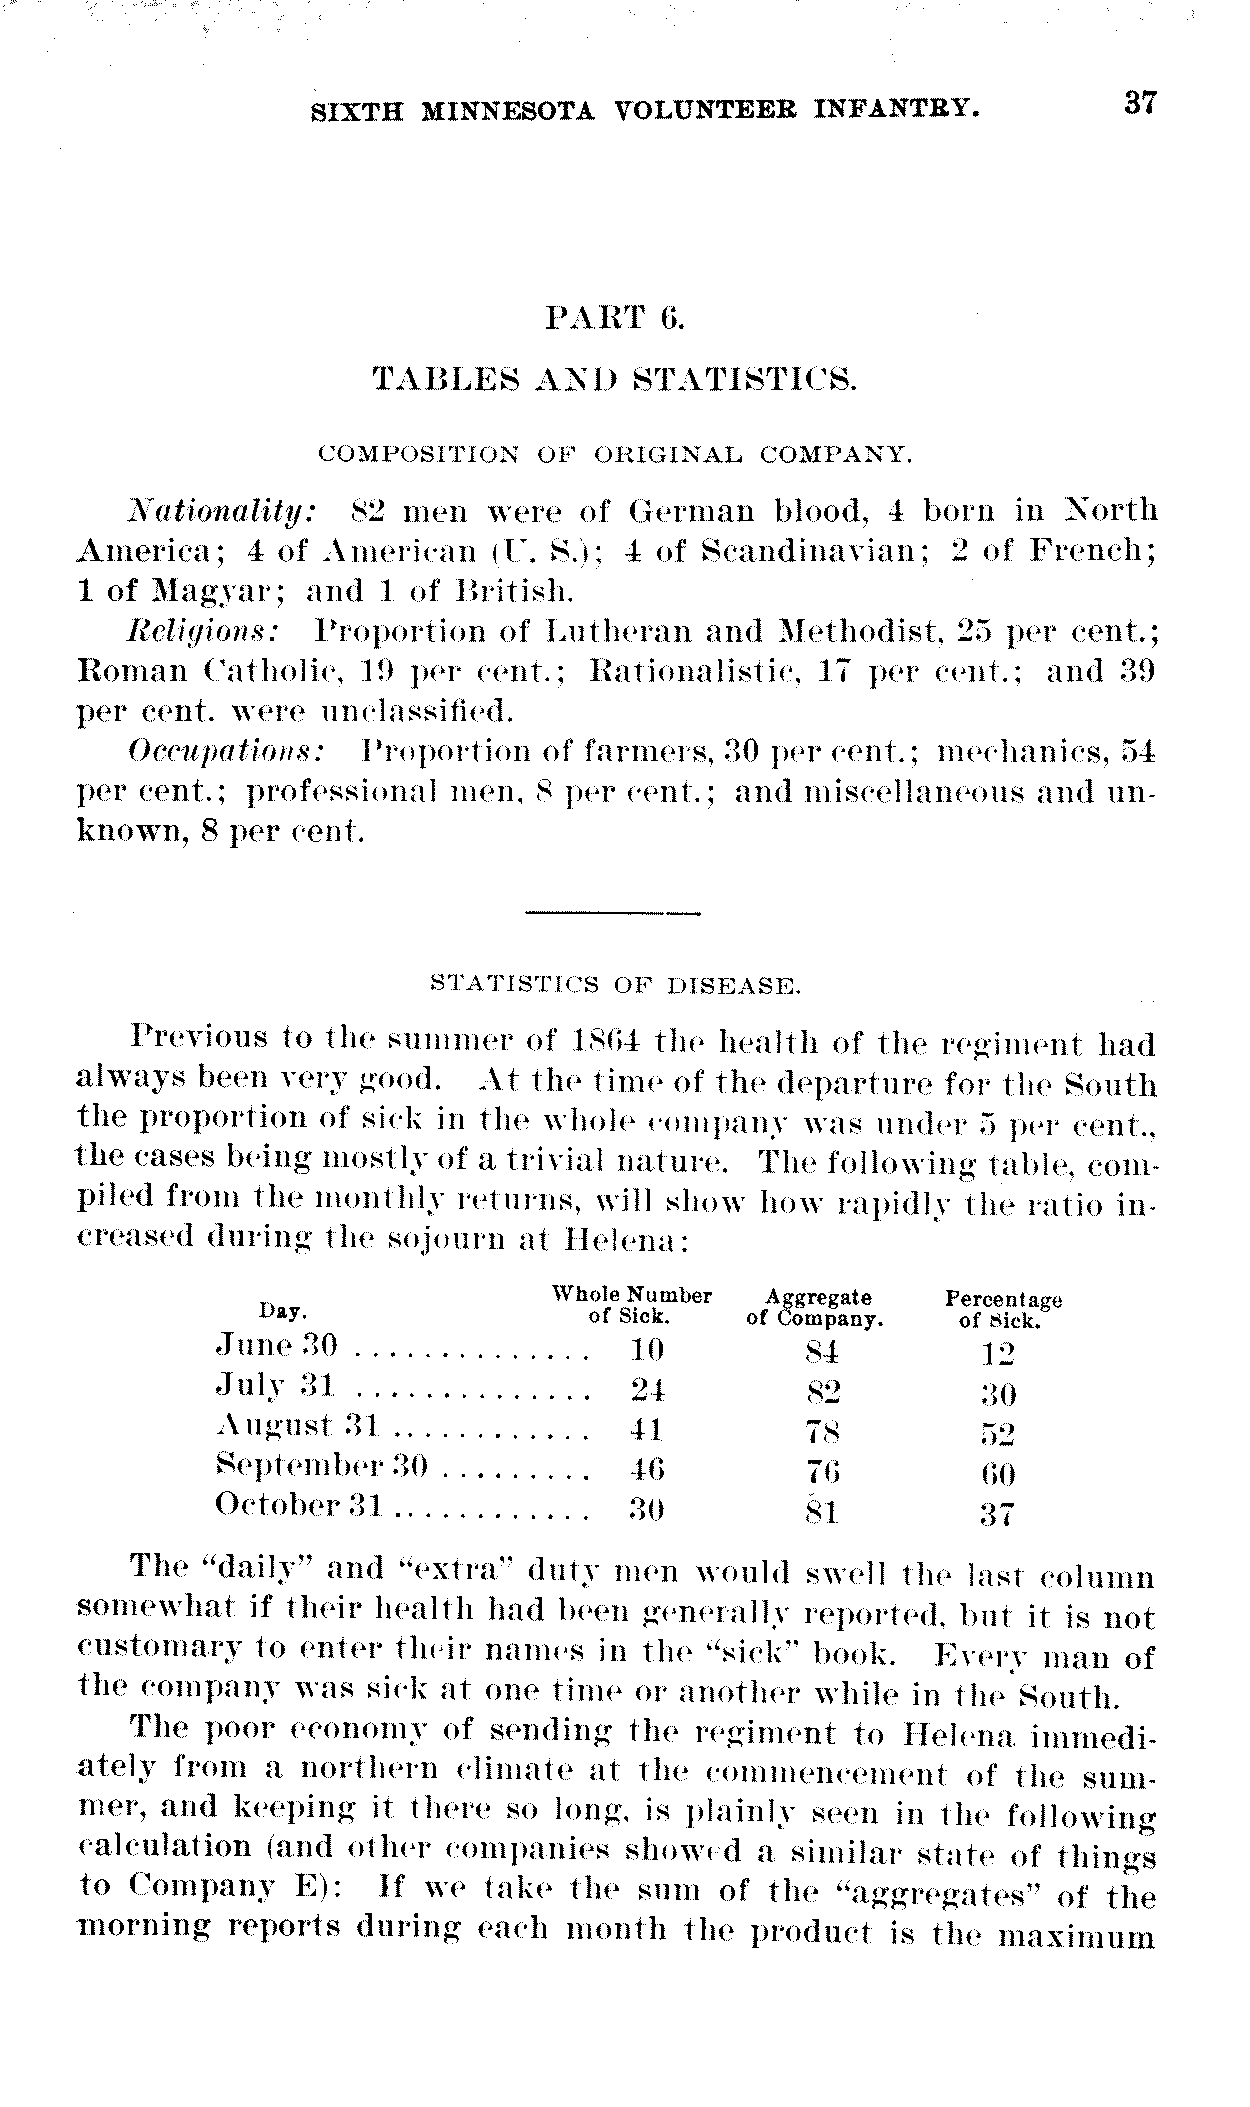 SIXTH MINNESOTA VOLUNTEER INFANTRY. 37
PART 6.
TABLES AND STATISTICS.
COMPOSITION OF ORIGINAL COMPANY.
Nationality: 82 men were of German blood, 4 born in North
America; 4 of American (U. S.); 4 of Scandinavian; 2 of French;
1 of Magyar; and 1 of British.
Religions: Proportion of Lutheran and Methodist, 25 per cent.;
Roman Catholic, 19 per cent.; Rationalistic, 17 per cent.; and 39
per cent. were unclassified.
Occupations: Proportion of farmers, 30 per cent.; mechanics, 54
per cent.; professional men, 8 per cent.; and miscellaneous and un-
known, 8 per cent.
STATISTICS OF DISEASE.
Previous to the summer of 1864 the health of the regiment had
always been very good. At the time of the departure for the South
the proportion of sick in the whole company was under 5 per cent.,
the cases being mostly of a trivial nature. The following table, com-
piled from the monthly returns, will show how rapidly the ratio in-
creased during the sojourn at Helena:
Day. Whole Number of Sick. Aggregate of Company. Percentage of Sick.
June 30 .............. 10 84 12
July 31 .............. 24 82 30
August 31 ............ 41 78 52
September 30 ......... 46 76 60
October 31 ............ 30 81 37
The "daily" and "extra" duty men would swell the last column
somewhat if their health had been generally reported, but it is not
customary to enter their names in the "sick" book. Every man of
the company was sick at one time or another while in the South.
The poor economy of sending the regiment to Helena immedi-
ately from a northern climate at the commencement of the sum-
mer, and keeping it there so long, is plainly seen in the following
calculation (and other companies showed a similar state of things
to Company E): If we take the sum of the "aggregates" of the
morning reports during each month the product is the maximum